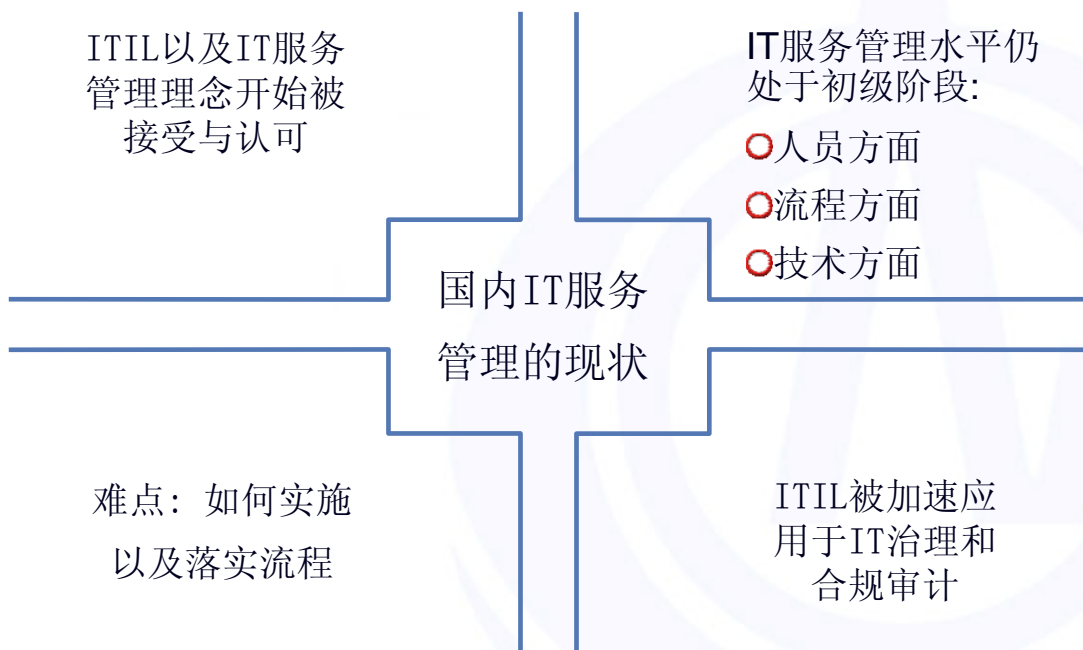 ITIL以及IT服务
管理理念开始被
接受与认可
IT服务管理水平仍
处于初级阶段:
人员方面
流程方面
技术方面
国内IT服务
管理的现状
难点: 如何实施
以及落实流程
ITIL被加速应
用于IT治理和
合规审计